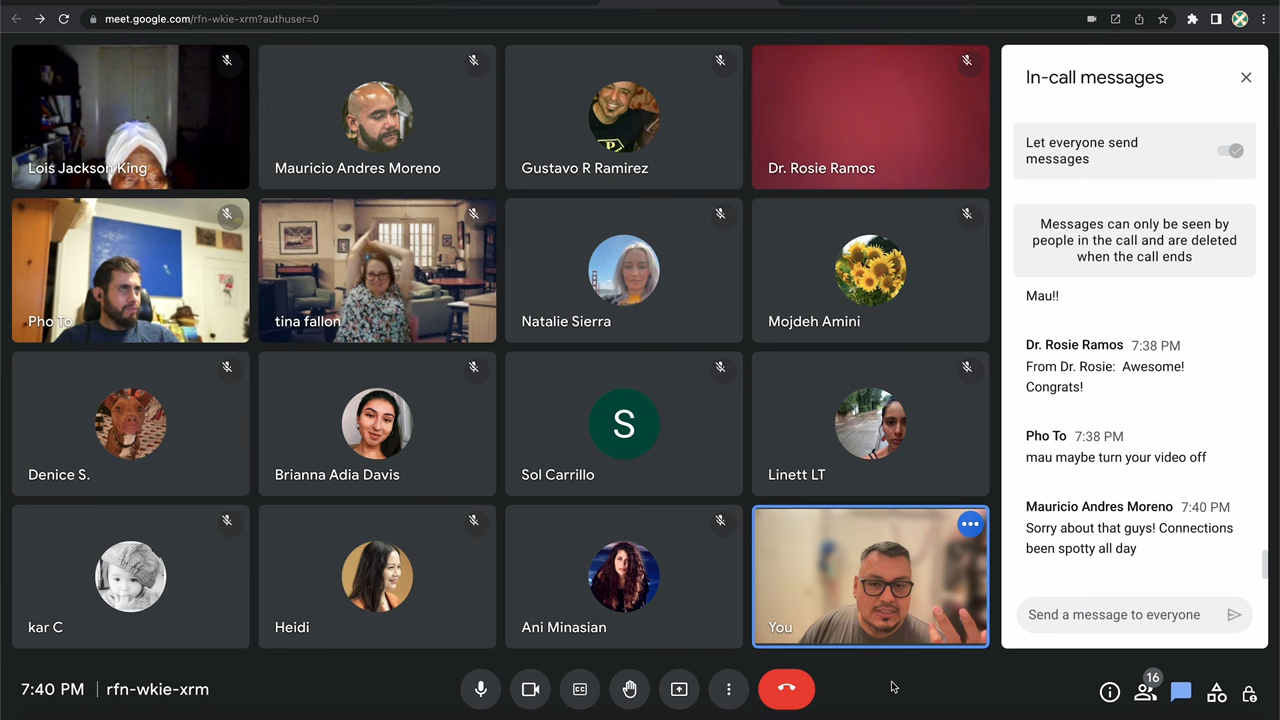 meet.google.com/rfn-wkie-xrm?authuser=0
Lois Jackson King
Mauricio Andres Moreno
Gustavo R Ramirez
Dr. Rosie Ramos
Pho To
tina fallon
Natalie Sierra
Mojdeh Amini
Denice S.
Brianna Adia Davis
S
Sol Carrillo
Linett LT
kar C
Heidi
Ani Minasian
You
In-call messages
Let everyone send
messages
Messages can only be seen by
people in the call and are deleted
when the call ends
Mau!!
Dr. Rosie Ramos 7:38 PM
From Dr. Rosie: Awesome!
Congrats!
Pho To 7:38 PM
mau maybe turn your video off
Mauricio Andres Moreno 7:40 PM
Sorry about that guys! Connections
been spotty all day
Send a message to everyone
7:40 PM | rfn-wkie-xrm
CC
16